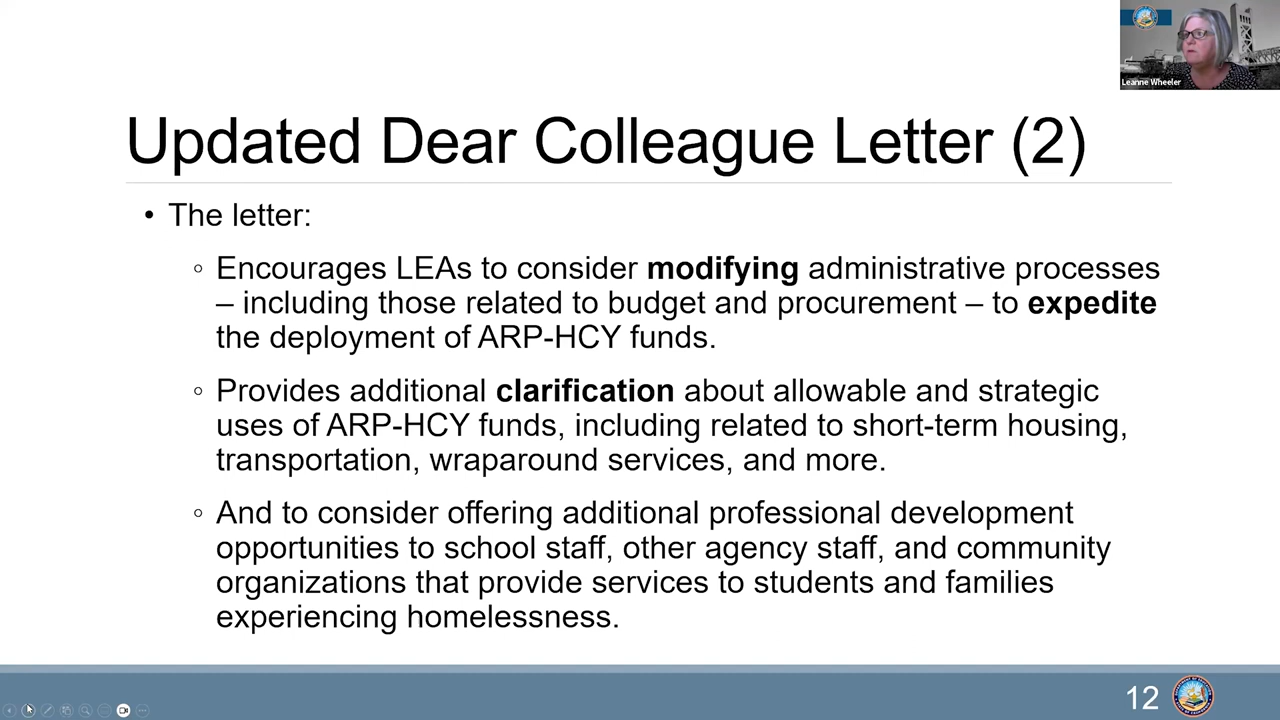 Leanne Wheeler
Updated Dear Colleague Letter (2)
• The letter:
◦ Encourages LEAs to consider modifying administrative processes
– including those related to budget and procurement – to expedite
the deployment of ARP-HCY funds.
◦ Provides additional clarification about allowable and strategic
uses of ARP-HCY funds, including related to short-term housing,
transportation, wraparound services, and more.
◦ And to consider offering additional professional development
opportunities to school staff, other agency staff, and community
organizations that provide services to students and families
experiencing homelessness.
12